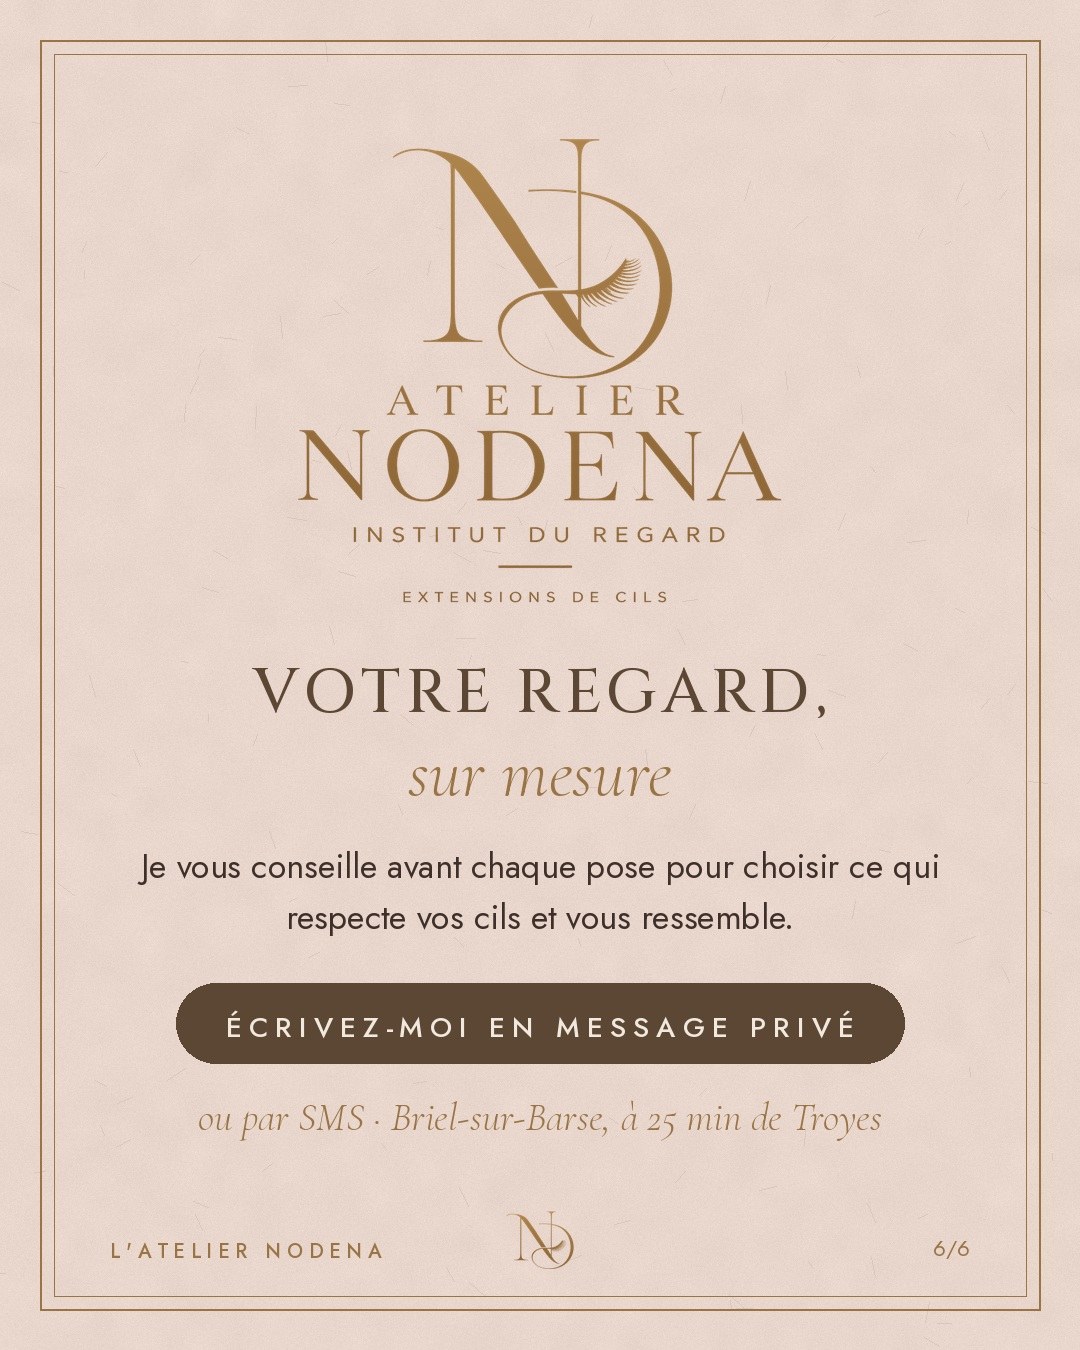 ND
ATELIER
NODENA
INSTITUT DU REGARD
EXTENSIONS DE CILS
VOTRE REGARD,
sur mesure
Je vous conseille avant chaque pose pour choisir ce qui
respecte vos cils et vous ressemble.
ÉCRIVEZ-MOI EN MESSAGE PRIVÉ
ou par SMS · Briel-sur-Barse, à 25 min de Troyes
L'ATELIER NODENA
ND
6/6